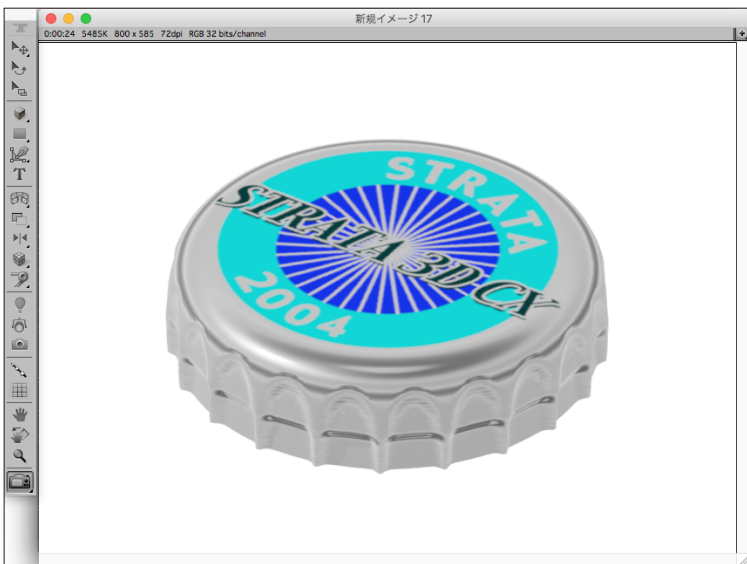 新規イメージ 17
0:00:24 5485K 800 x 585 72dpi RGB 32 bits/channel
T
STRATA
STRATA 3D CX
2004